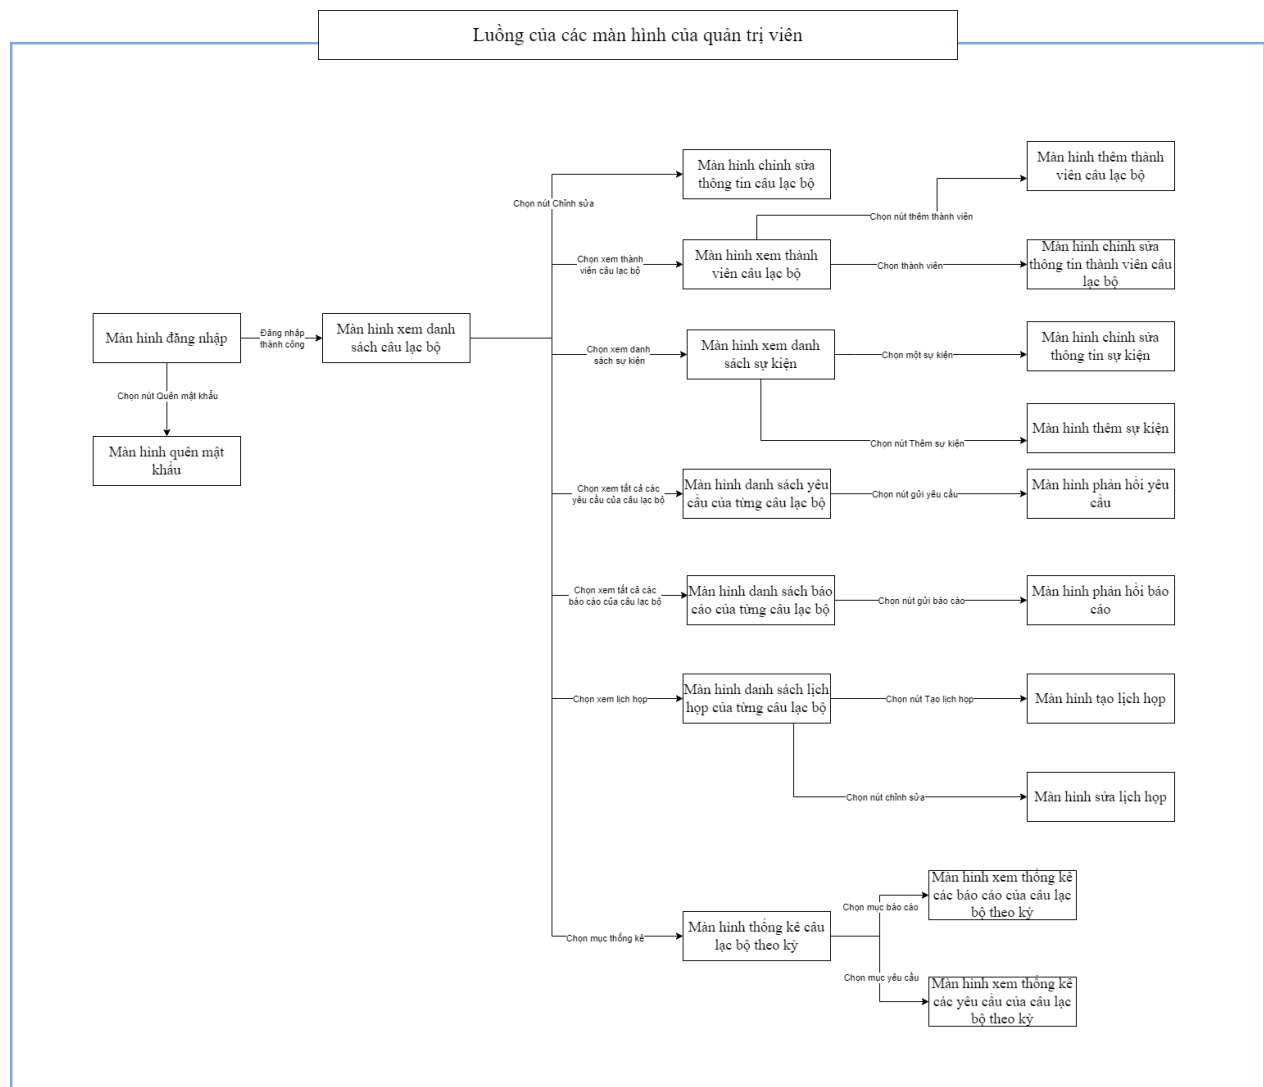 Luồng của các màn hình của quản trị viên
Màn hình đăng nhập
Đăng nhập
thành công
Chọn nút Quên mật khẩu
Màn hình quên mật
khẩu
Màn hình xem danh
sách câu lạc bộ
Chọn nút Chỉnh sửa
Màn hình chỉnh sửa
thông tin câu lạc bộ
Chọn xem thành
viên câu lạc bộ
Màn hình xem thành
viên câu lạc bộ
Chọn nút thêm thành viên
Màn hình thêm thành
viên câu lạc bộ
Chọn thành viên
Màn hình chỉnh sửa
thông tin thành viên câu
lạc bộ
Chọn xem danh
sách sự kiện
Màn hình xem danh
sách sự kiện
Chọn một sự kiện
Màn hình chỉnh sửa
thông tin sự kiện
Chọn nút Thêm sự kiện
Màn hình thêm sự kiện
Chọn xem tất cả các
yêu cầu của câu lạc bộ
Màn hình danh sách yêu
cầu của từng câu lạc bộ
Chọn nút gửi yêu cầu
Màn hình phản hồi yêu
cầu
Chọn xem tất cả các
báo cáo của câu lạc bộ
Màn hình danh sách báo
cáo của từng câu lạc bộ
Chọn nút gửi báo cáo
Màn hình phản hồi báo
cáo
Chọn xem lịch họp
Màn hình danh sách lịch
họp của từng câu lạc bộ
Chọn nút Tạo lịch họp
Màn hình tạo lịch họp
Chọn nút chỉnh sửa
Màn hình sửa lịch họp
Chọn mục thống kê
Màn hình thống kê câu
lạc bộ theo kỳ
Chọn mục báo cáo
Màn hình xem thống kê
các báo cáo của câu lạc
bộ theo kỳ
Chọn mục yêu cầu
Màn hình xem thống kê
các yêu cầu của câu lạc
bộ theo kỳ